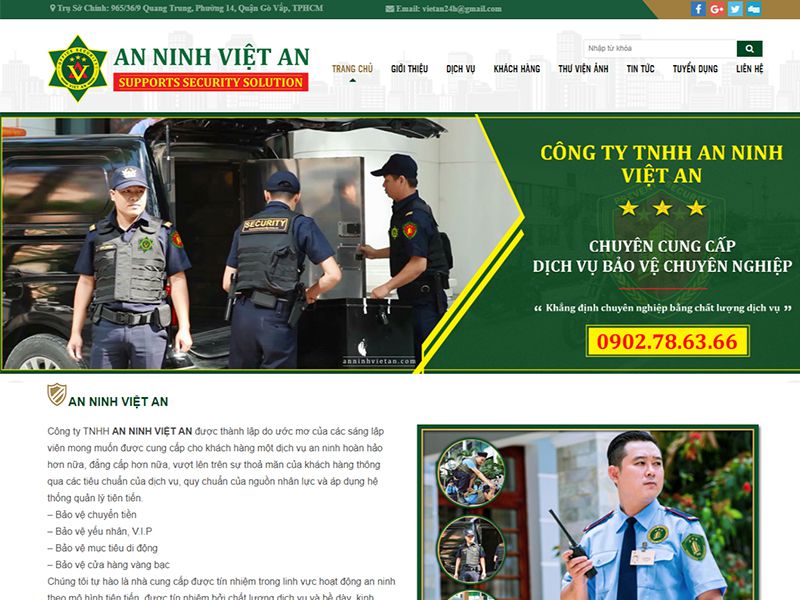 Trụ Sở Chính: 965/36/9 Quang Trung, Phường 14, Quận Gò Vấp, TPHCM
Email: vietan24h@gmail.com
AN NINH VIỆT AN
SUPPORTS SECURITY SOLUTION
Nhập từ khóa
TRANG CHỦ GIỚI THIỆU DỊCH VỤ KHÁCH HÀNG THƯ VIỆN ẢNH TIN TỨC TUYỂN DỤNG LIÊN HỆ
SECURITY
CÔNG TY TNHH AN NINH
VIỆT AN
CHUYÊN CUNG CẤP
DỊCH VỤ BẢO VỆ CHUYÊN NGHIỆP
“ Khẳng định chuyên nghiệp bằng chất lượng dịch vụ ”
0902.78.63.66
anninhvietan.com
AN NINH VIỆT AN
Công ty TNHH AN NINH VIỆT AN được thành lập do ước mơ của các sáng lập
viên mong muốn được cung cấp cho khách hàng một dịch vụ an ninh hoàn hảo
hơn nữa, đẳng cấp hơn nữa, vượt lên trên sự thoả mãn của khách hàng thông
qua các tiêu chuẩn của dịch vụ, quy chuẩn của nguồn nhân lực và áp dụng hệ
thống quản lý tiên tiến.
– Bảo vệ chuyển tiền
– Bảo vệ yếu nhân, V.I.P
– Bảo vệ mục tiêu di động
– Bảo vệ cửa hàng vàng bạc
Chúng tôi tự hào là nhà cung cấp được tín nhiệm trong lĩnh vực hoạt động an ninh
theo mô hình tiên tiến, được tín nhiệm bởi chất lượng dịch vụ và bề dày, kinh